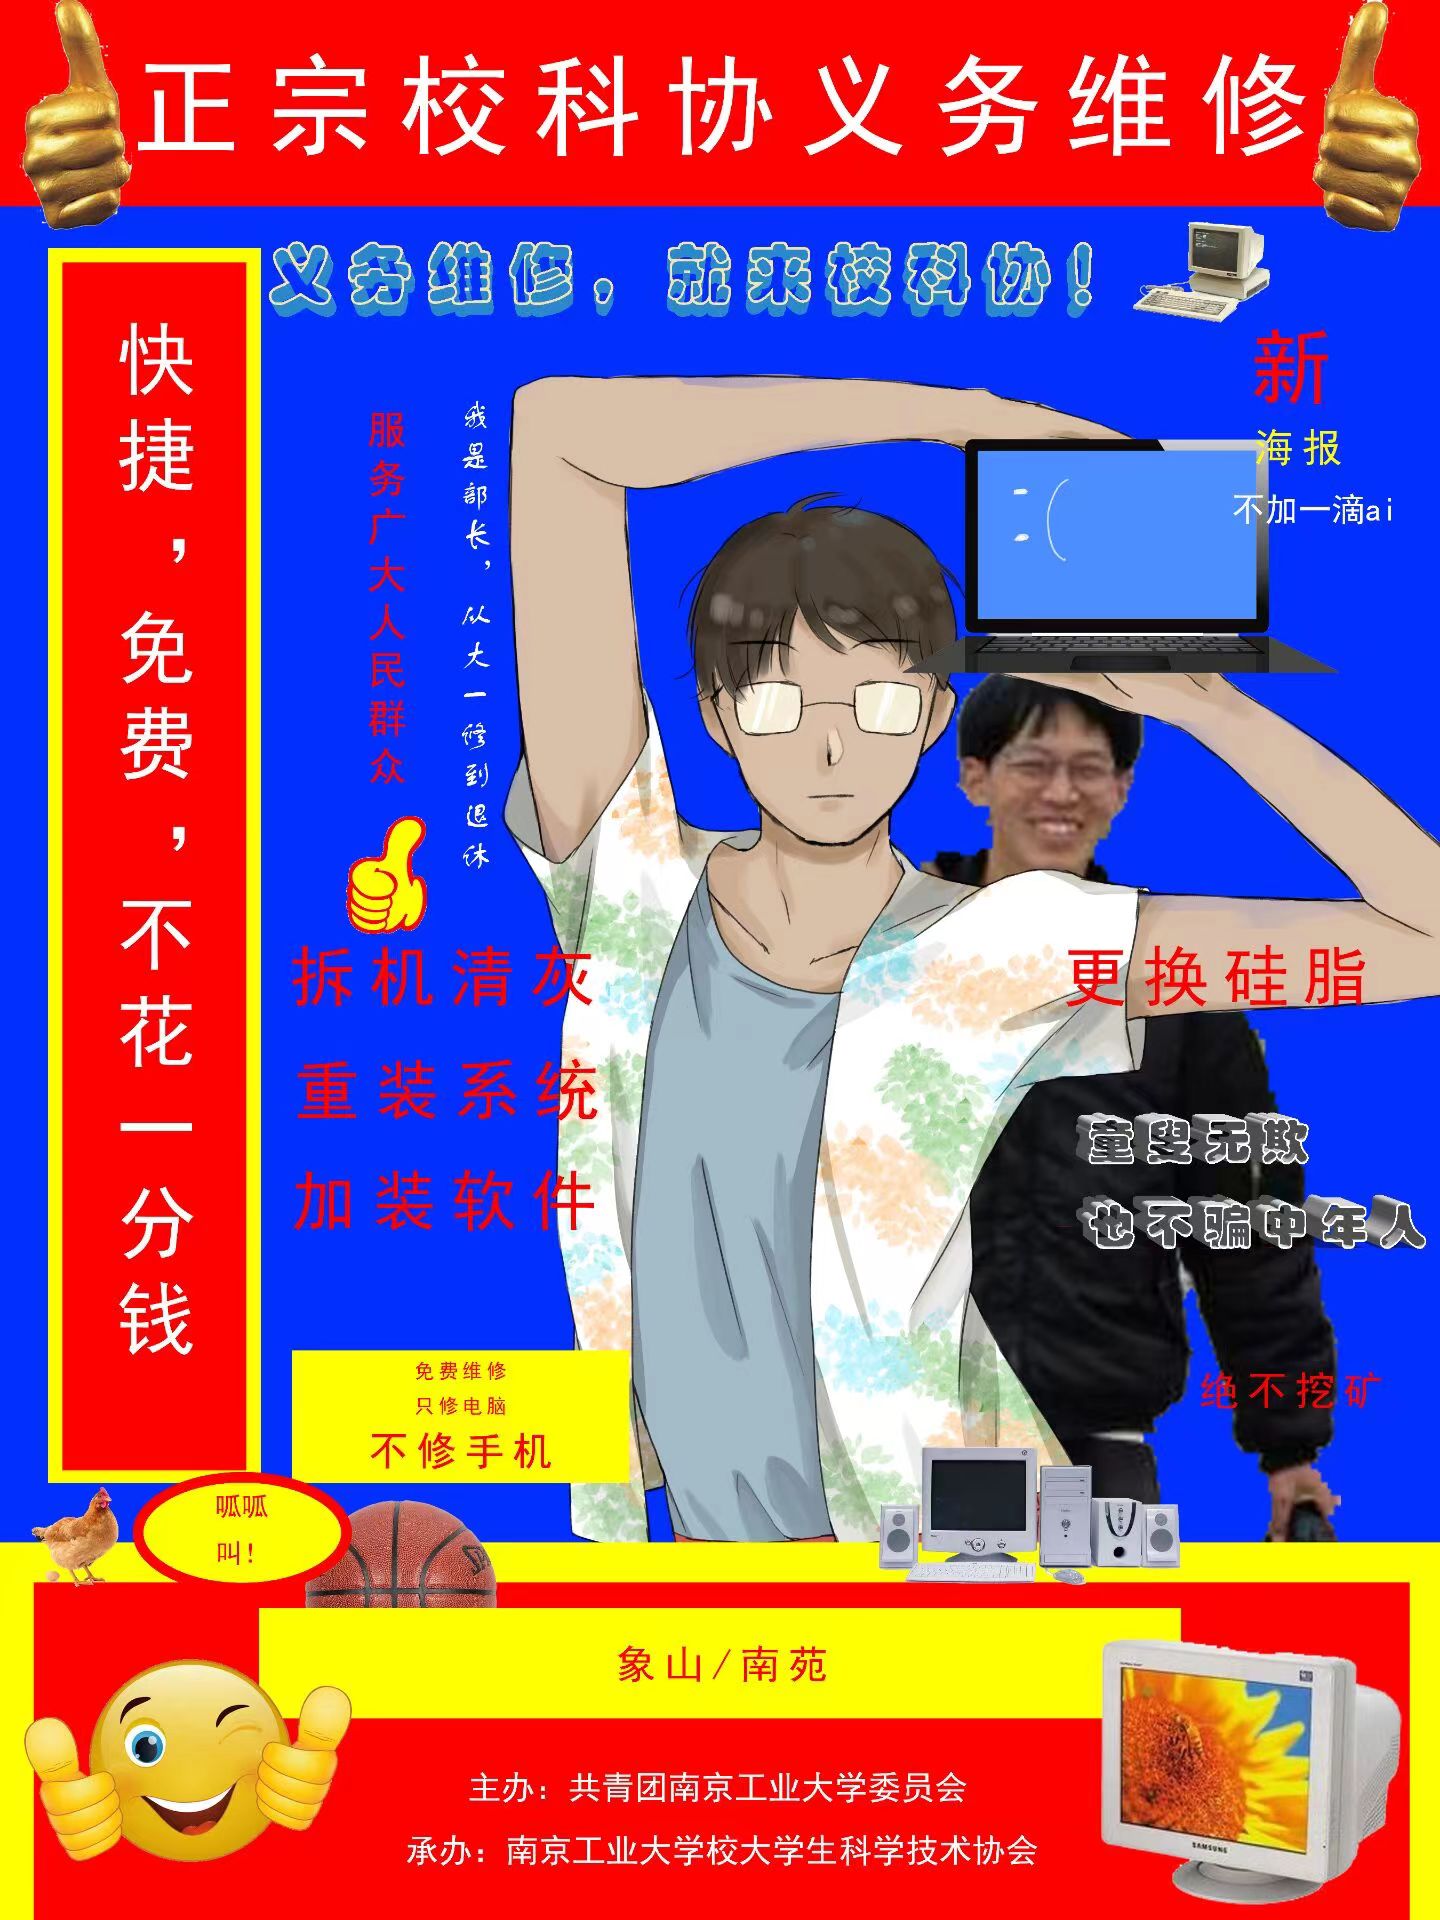 正宗校科协义务维修
义务维修，就来校科协！
快捷，免费，不花一分钱
服务广大人民群众
我是部长，从大一修到退休
新
海报
不加一滴ai
:(
拆机清灰
更换硅脂
重装系统
加装软件
童叟无欺
也不骗中年人
绝不挖矿
免费维修
只修电脑
不修手机
呱呱
叫！
象山/南苑
主办：共青团南京工业大学委员会
承办：南京工业大学校大学生科学技术协会
SAMSUNG